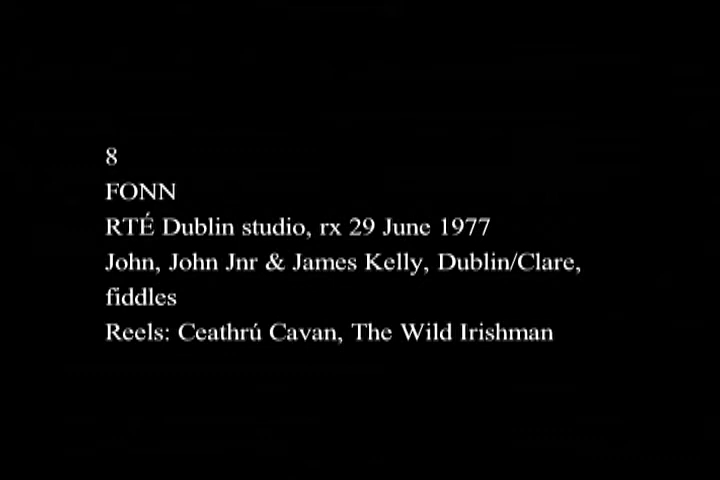 8
FONN
RTÉ Dublin studio, rx 29 June 1977
John, John Jnr & James Kelly, Dublin/Clare,
fiddles
Reels: Ceathrú Cavan, The Wild Irishman